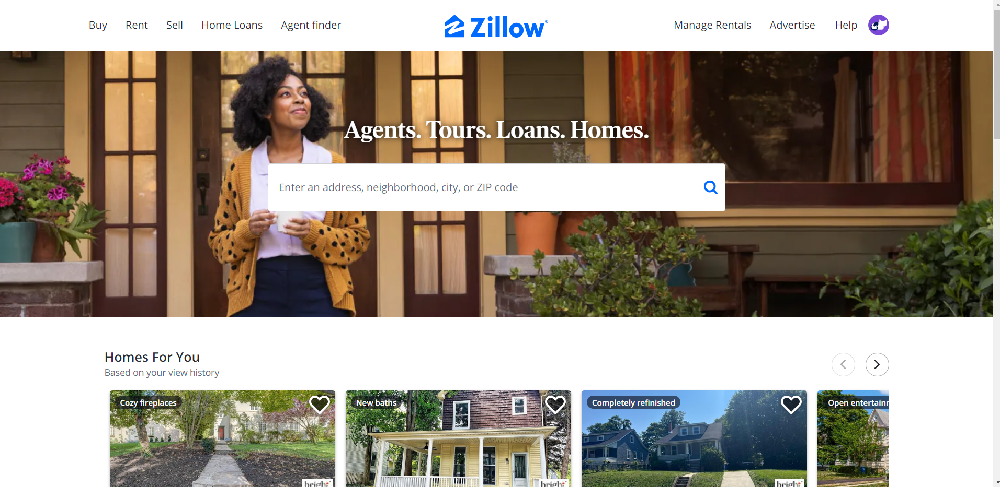 Buy Rent Sell Home Loans Agent finder Zillow® Manage Rentals Advertise Help
Agents. Tours. Loans. Homes.
Enter an address, neighborhood, city, or ZIP code
Homes For You
Based on your view history
Cozy fireplaces
New baths
Completely refinished
Open entertainr
bright
bright
bright